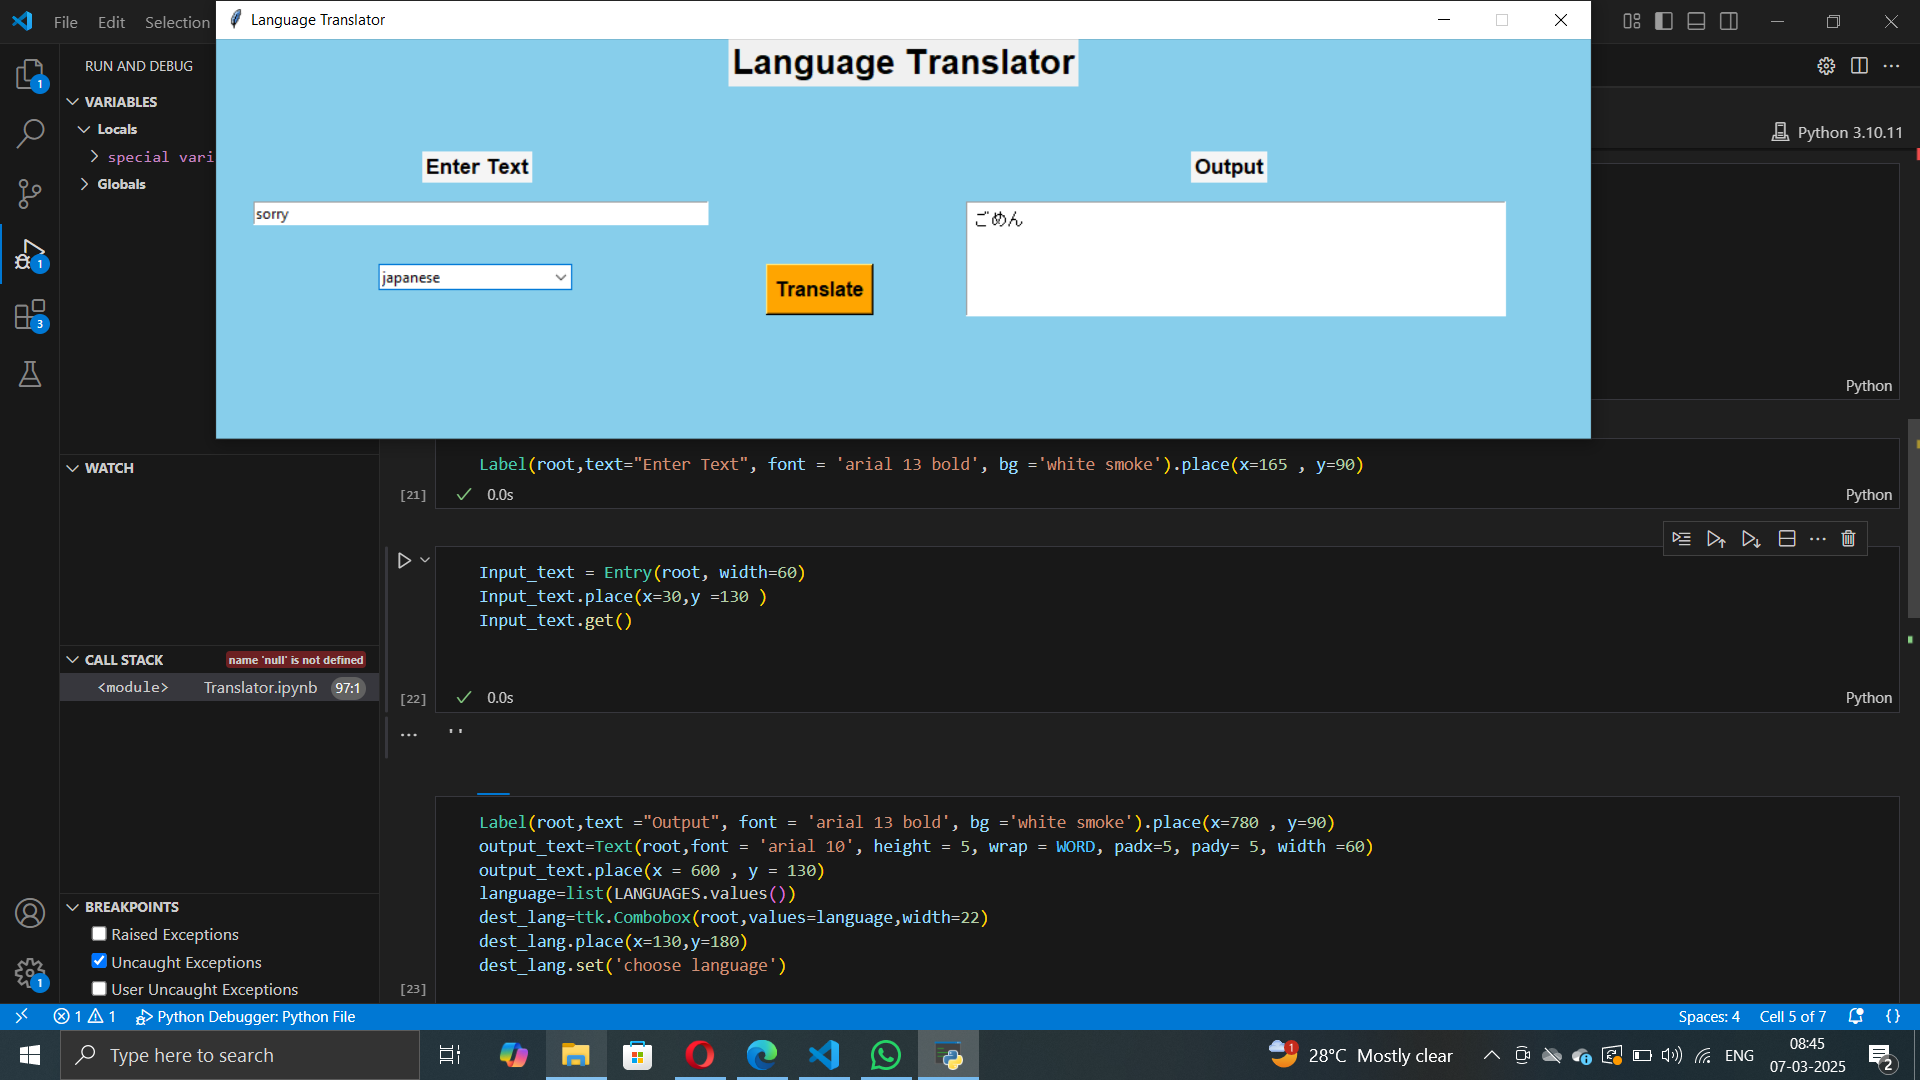 File Edit Selection
Language Translator
Language Translator
Enter Text
Output
sorry
ごめん
japanese
Translate
RUN AND DEBUG
VARIABLES
Locals
special vari
Globals
WATCH
CALL STACK
name 'null' is not defined
<module> Translator.ipynb 97:1
BREAKPOINTS
Raised Exceptions
Uncaught Exceptions
User Uncaught Exceptions
1
1
3
1
Python 3.10.11
Python
Label(root,text="Enter Text", font = 'arial 13 bold', bg ='white smoke').place(x=165 , y=90)
[21] 0.0s Python
Input_text = Entry(root, width=60)
Input_text.place(x=30,y =130 )
Input_text.get()
[22] 0.0s Python
''
Label(root,text ="Output", font = 'arial 13 bold', bg ='white smoke').place(x=780 , y=90)
output_text=Text(root,font = 'arial 10', height = 5, wrap = WORD, padx=5, pady= 5, width =60)
output_text.place(x = 600 , y = 130)
language=list(LANGUAGES.values())
dest_lang=ttk.Combobox(root,values=language,width=22)
dest_lang.place(x=130,y=180)
dest_lang.set('choose language')
[23]
1 1 Python Debugger: Python File Spaces: 4 Cell 5 of 7 {}
Type here to search
1 28°C Mostly clear ENG 08:45
07-03-2025
2